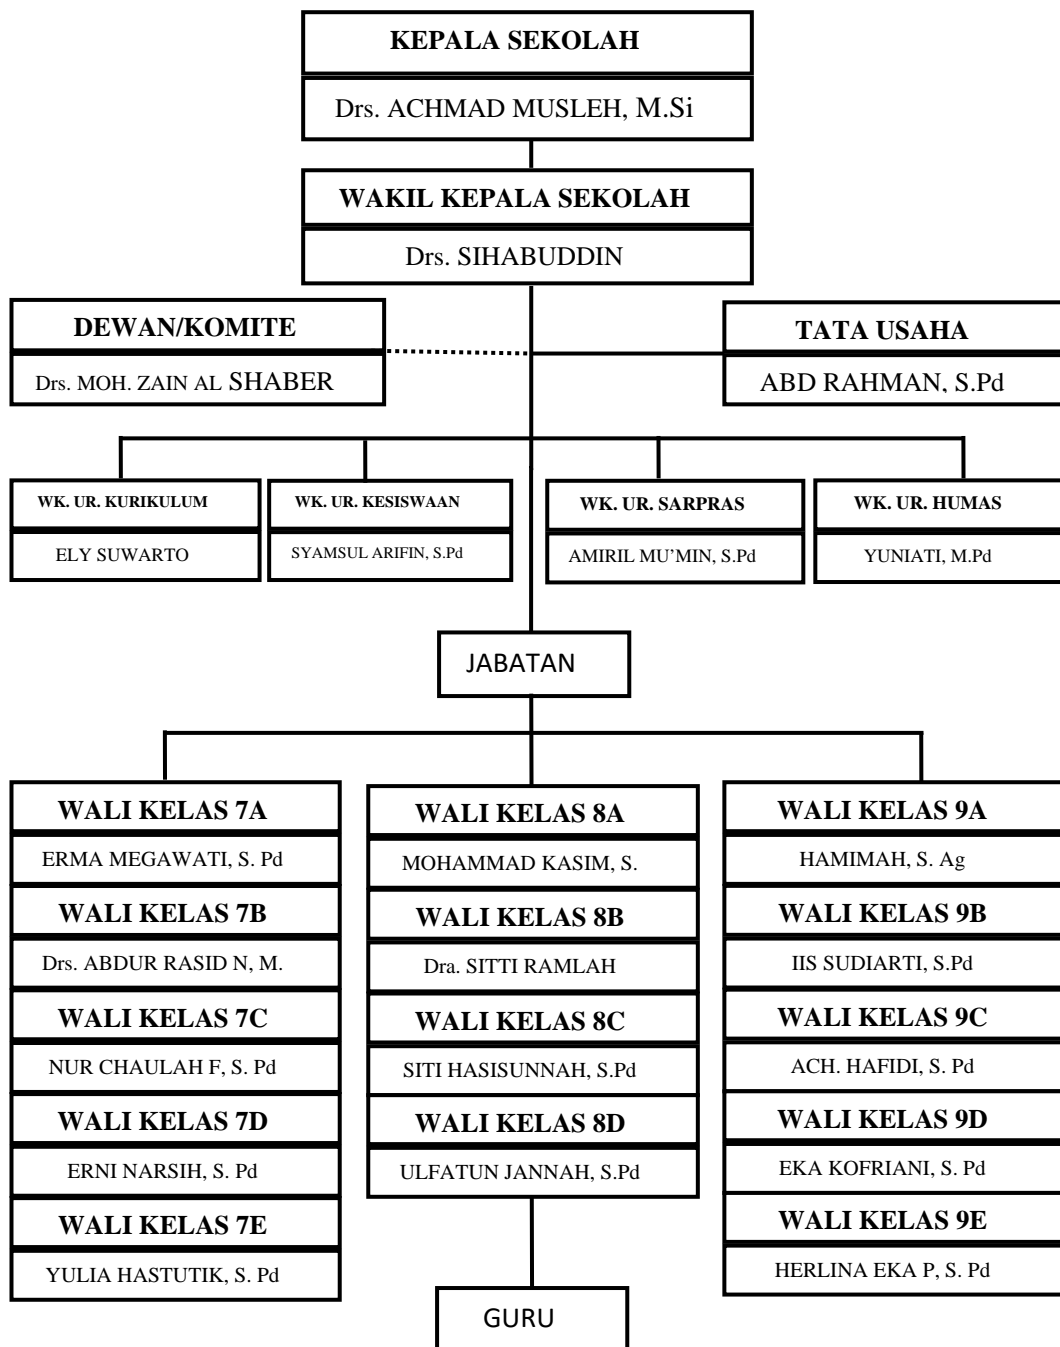 KEPALA SEKOLAH
Drs. ACHMAD MUSLEH, M.Si
WAKIL KEPALA SEKOLAH
Drs. SIHABUDDIN
DEWAN/KOMITE
Drs. MOH. ZAIN AL SHABER
TATA USAHA
ABD RAHMAN, S.Pd
WK. UR. KURIKULUM
ELY SUWARTO
WK. UR. KESISWAAN
SYAMSUL ARIFIN, S.Pd
WK. UR. SARPRAS
AMIRIL MU’MIN, S.Pd
WK. UR. HUMAS
YUNIATI, M.Pd
JABATAN
WALI KELAS 7A
ERMA MEGAWATI, S. Pd
WALI KELAS 7B
Drs. ABDUR RASID N, M.
WALI KELAS 7C
NUR CHAULAH F, S. Pd
WALI KELAS 7D
ERNI NARSIH, S. Pd
WALI KELAS 7E
YULIA HASTUTIK, S. Pd
WALI KELAS 8A
MOHAMMAD KASIM, S.
WALI KELAS 8B
Dra. SITTI RAMLAH
WALI KELAS 8C
SITI HASISUNNAH, S.Pd
WALI KELAS 8D
ULFATUN JANNAH, S.Pd
WALI KELAS 9A
HAMIMAH, S. Ag
WALI KELAS 9B
IIS SUDIARTI, S.Pd
WALI KELAS 9C
ACH. HAFIDI, S. Pd
WALI KELAS 9D
EKA KOFRIANI, S. Pd
WALI KELAS 9E
HERLINA EKA P, S. Pd
GURU